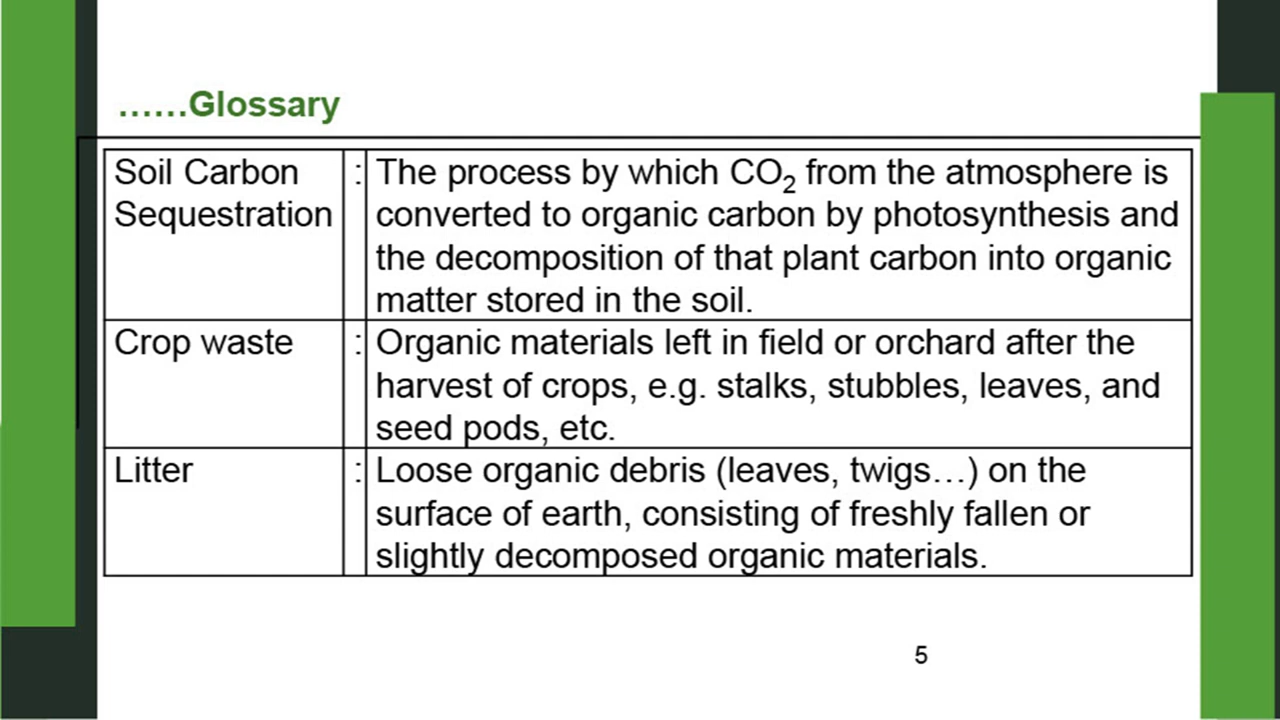 ......Glossary
Soil Carbon
Sequestration
: The process by which CO₂ from the atmosphere is
converted to organic carbon by photosynthesis and
the decomposition of that plant carbon into organic
matter stored in the soil.
Crop waste : Organic materials left in field or orchard after the
harvest of crops, e.g. stalks, stubbles, leaves, and
seed pods, etc.
Litter : Loose organic debris (leaves, twigs…) on the
surface of earth, consisting of freshly fallen or
slightly decomposed organic materials.
5